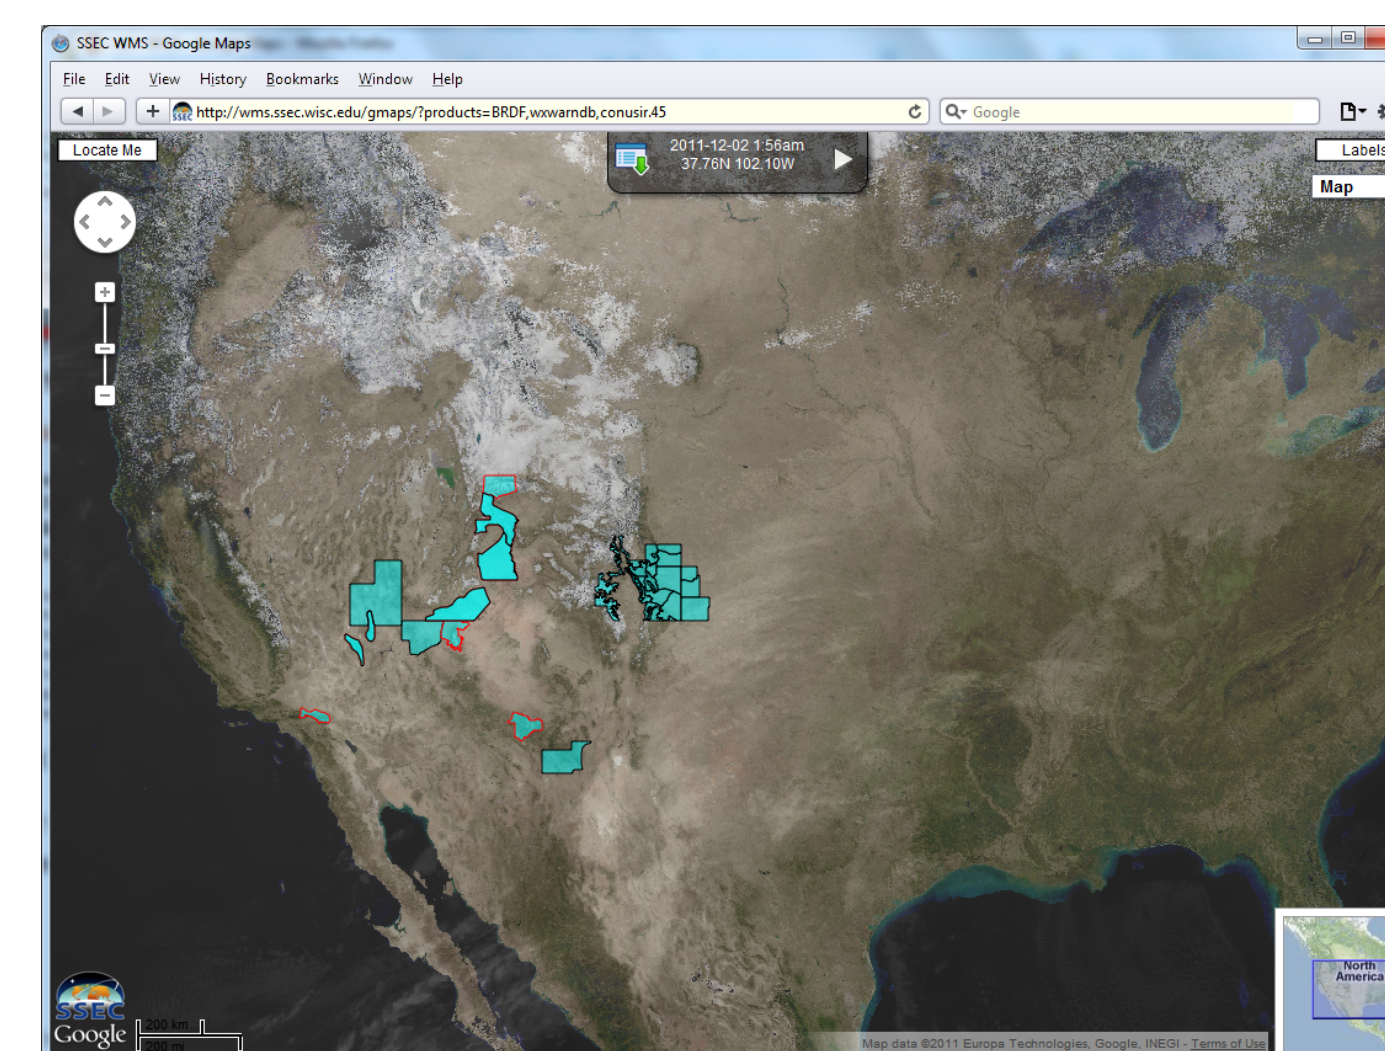 SSEC WMS - Google Maps
File Edit View History Bookmarks Window Help
http://wms.ssec.wisc.edu/gmaps/?products=BRDF,wxwarndb,conusir.45
Google
Locate Me
2011-12-02 1:56am
37.76N 102.10W
Labels
Map
North
America
SSEC
Google
200 km
200 mi
Map data ©2011 Europa Technologies, Google, INEGI - Terms of Use